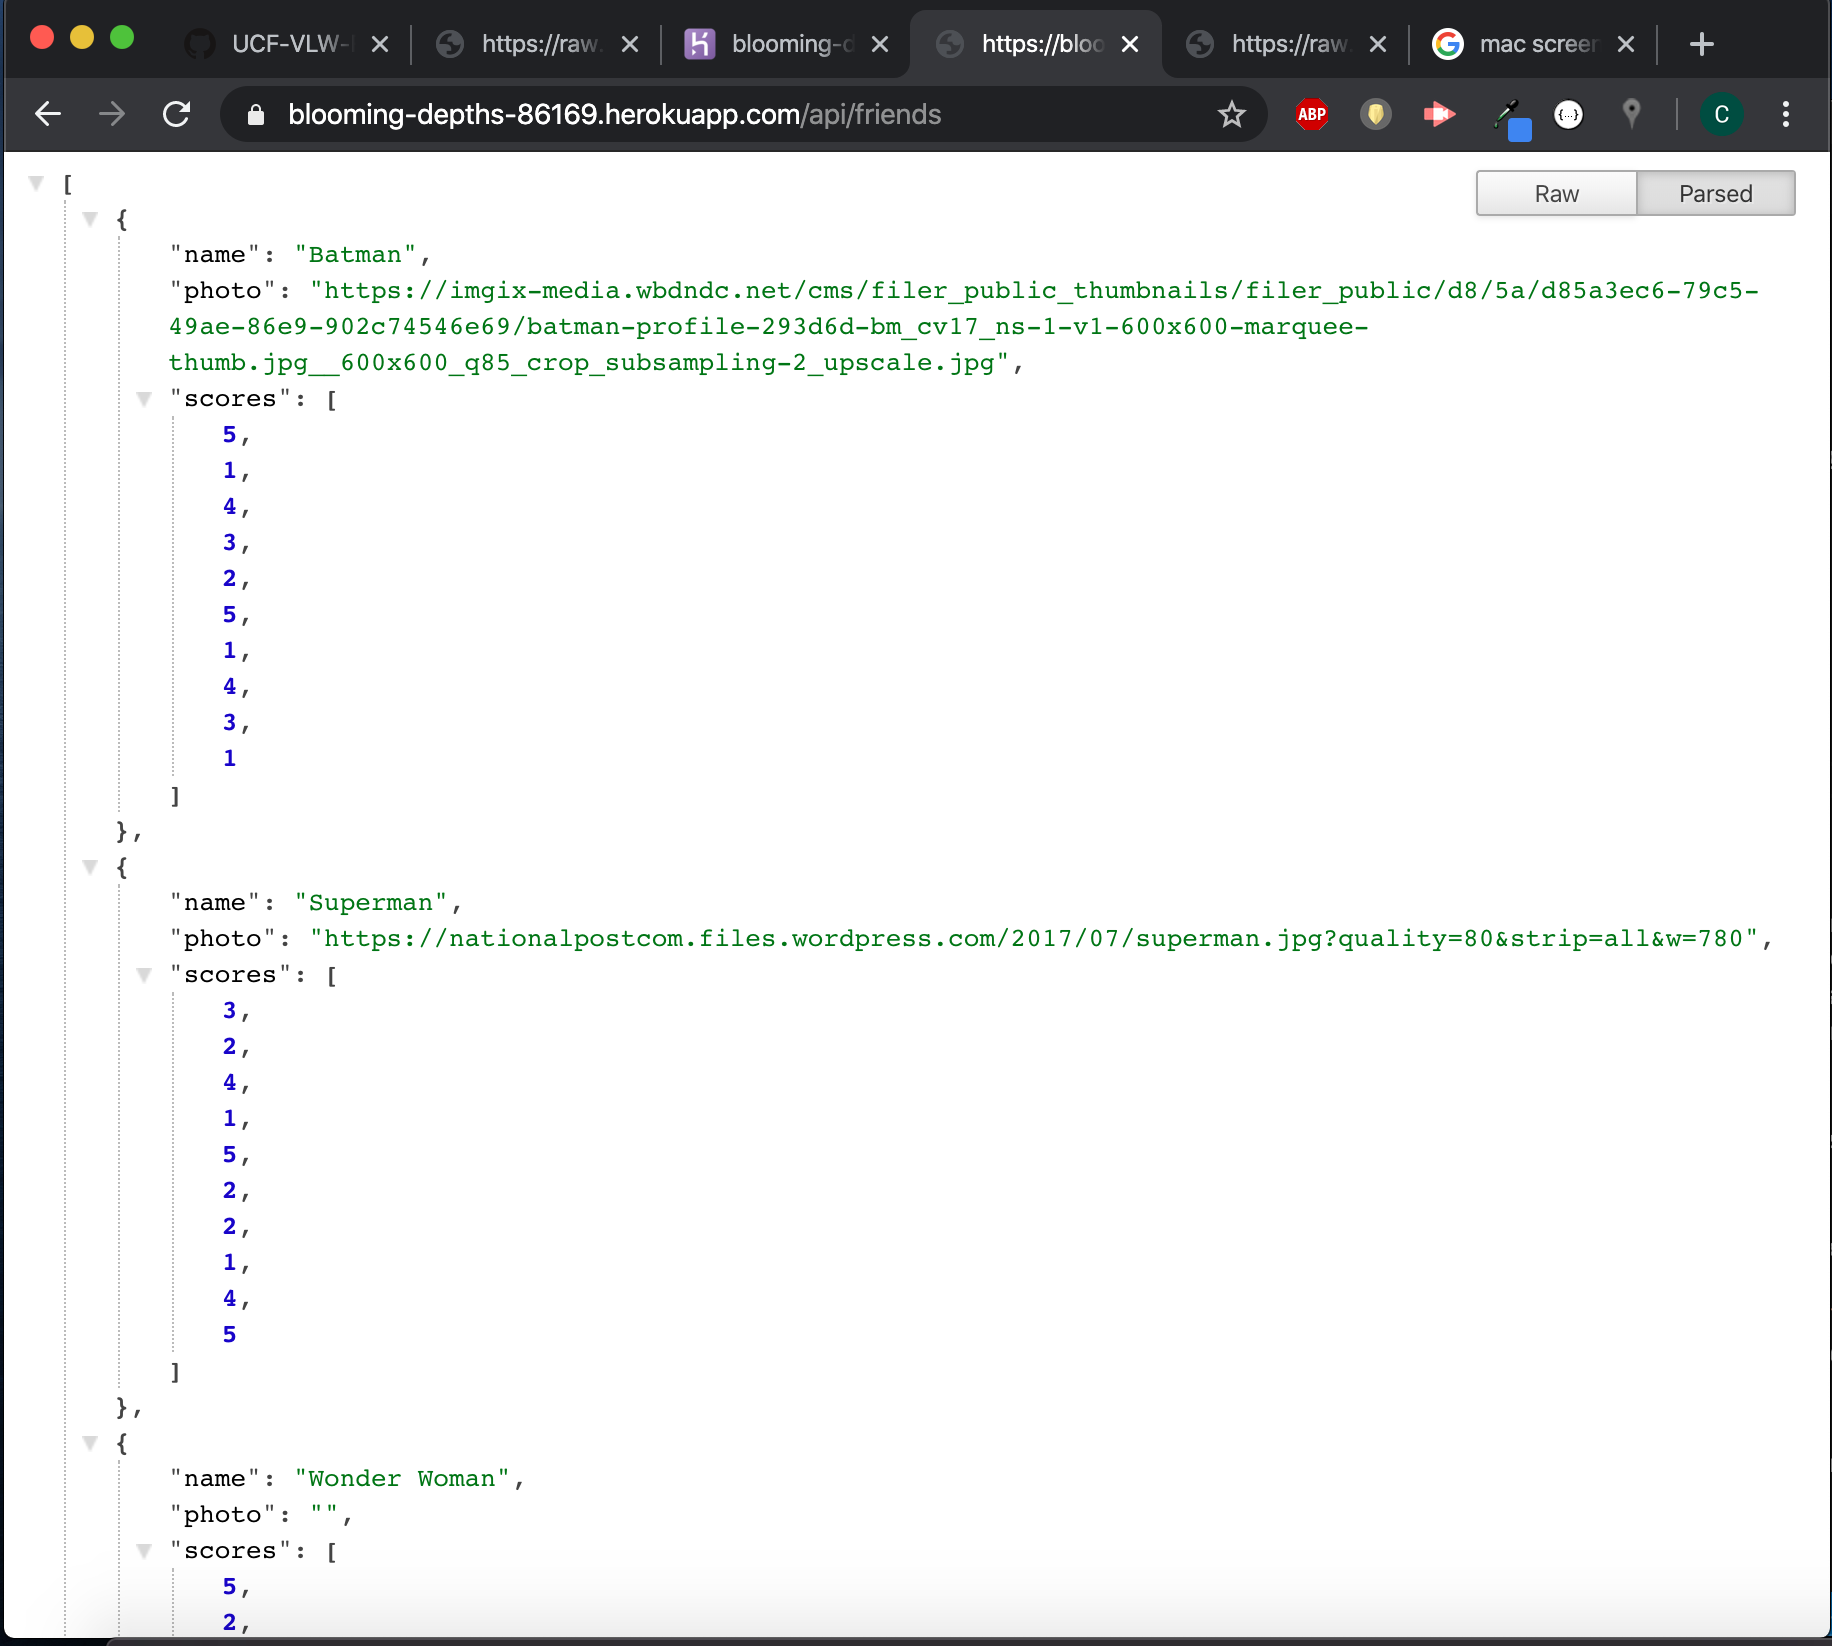 UCF-VLW-
https://raw.
blooming-d
https://bloo
https://raw.
mac screen
blooming-depths-86169.herokuapp.com/api/friends
ABP
{...}
C
Raw
Parsed
[
{
"name": "Batman",
"photo": "https://imgix-media.wbdndc.net/cms/filer_public_thumbnails/filer_public/d8/5a/d85a3ec6-79c5-
49ae-86e9-902c74546e69/batman-profile-293d6d-bm_cv17_ns-1-v1-600x600-marquee-
thumb.jpg__600x600_q85_crop_subsampling-2_upscale.jpg",
"scores": [
5,
1,
4,
3,
2,
5,
1,
4,
3,
1
]
},
{
"name": "Superman",
"photo": "https://nationalpostcom.files.wordpress.com/2017/07/superman.jpg?quality=80&strip=all&w=780",
"scores": [
3,
2,
4,
1,
5,
2,
2,
1,
4,
5
]
},
{
"name": "Wonder Woman",
"photo": "",
"scores": [
5,
2,